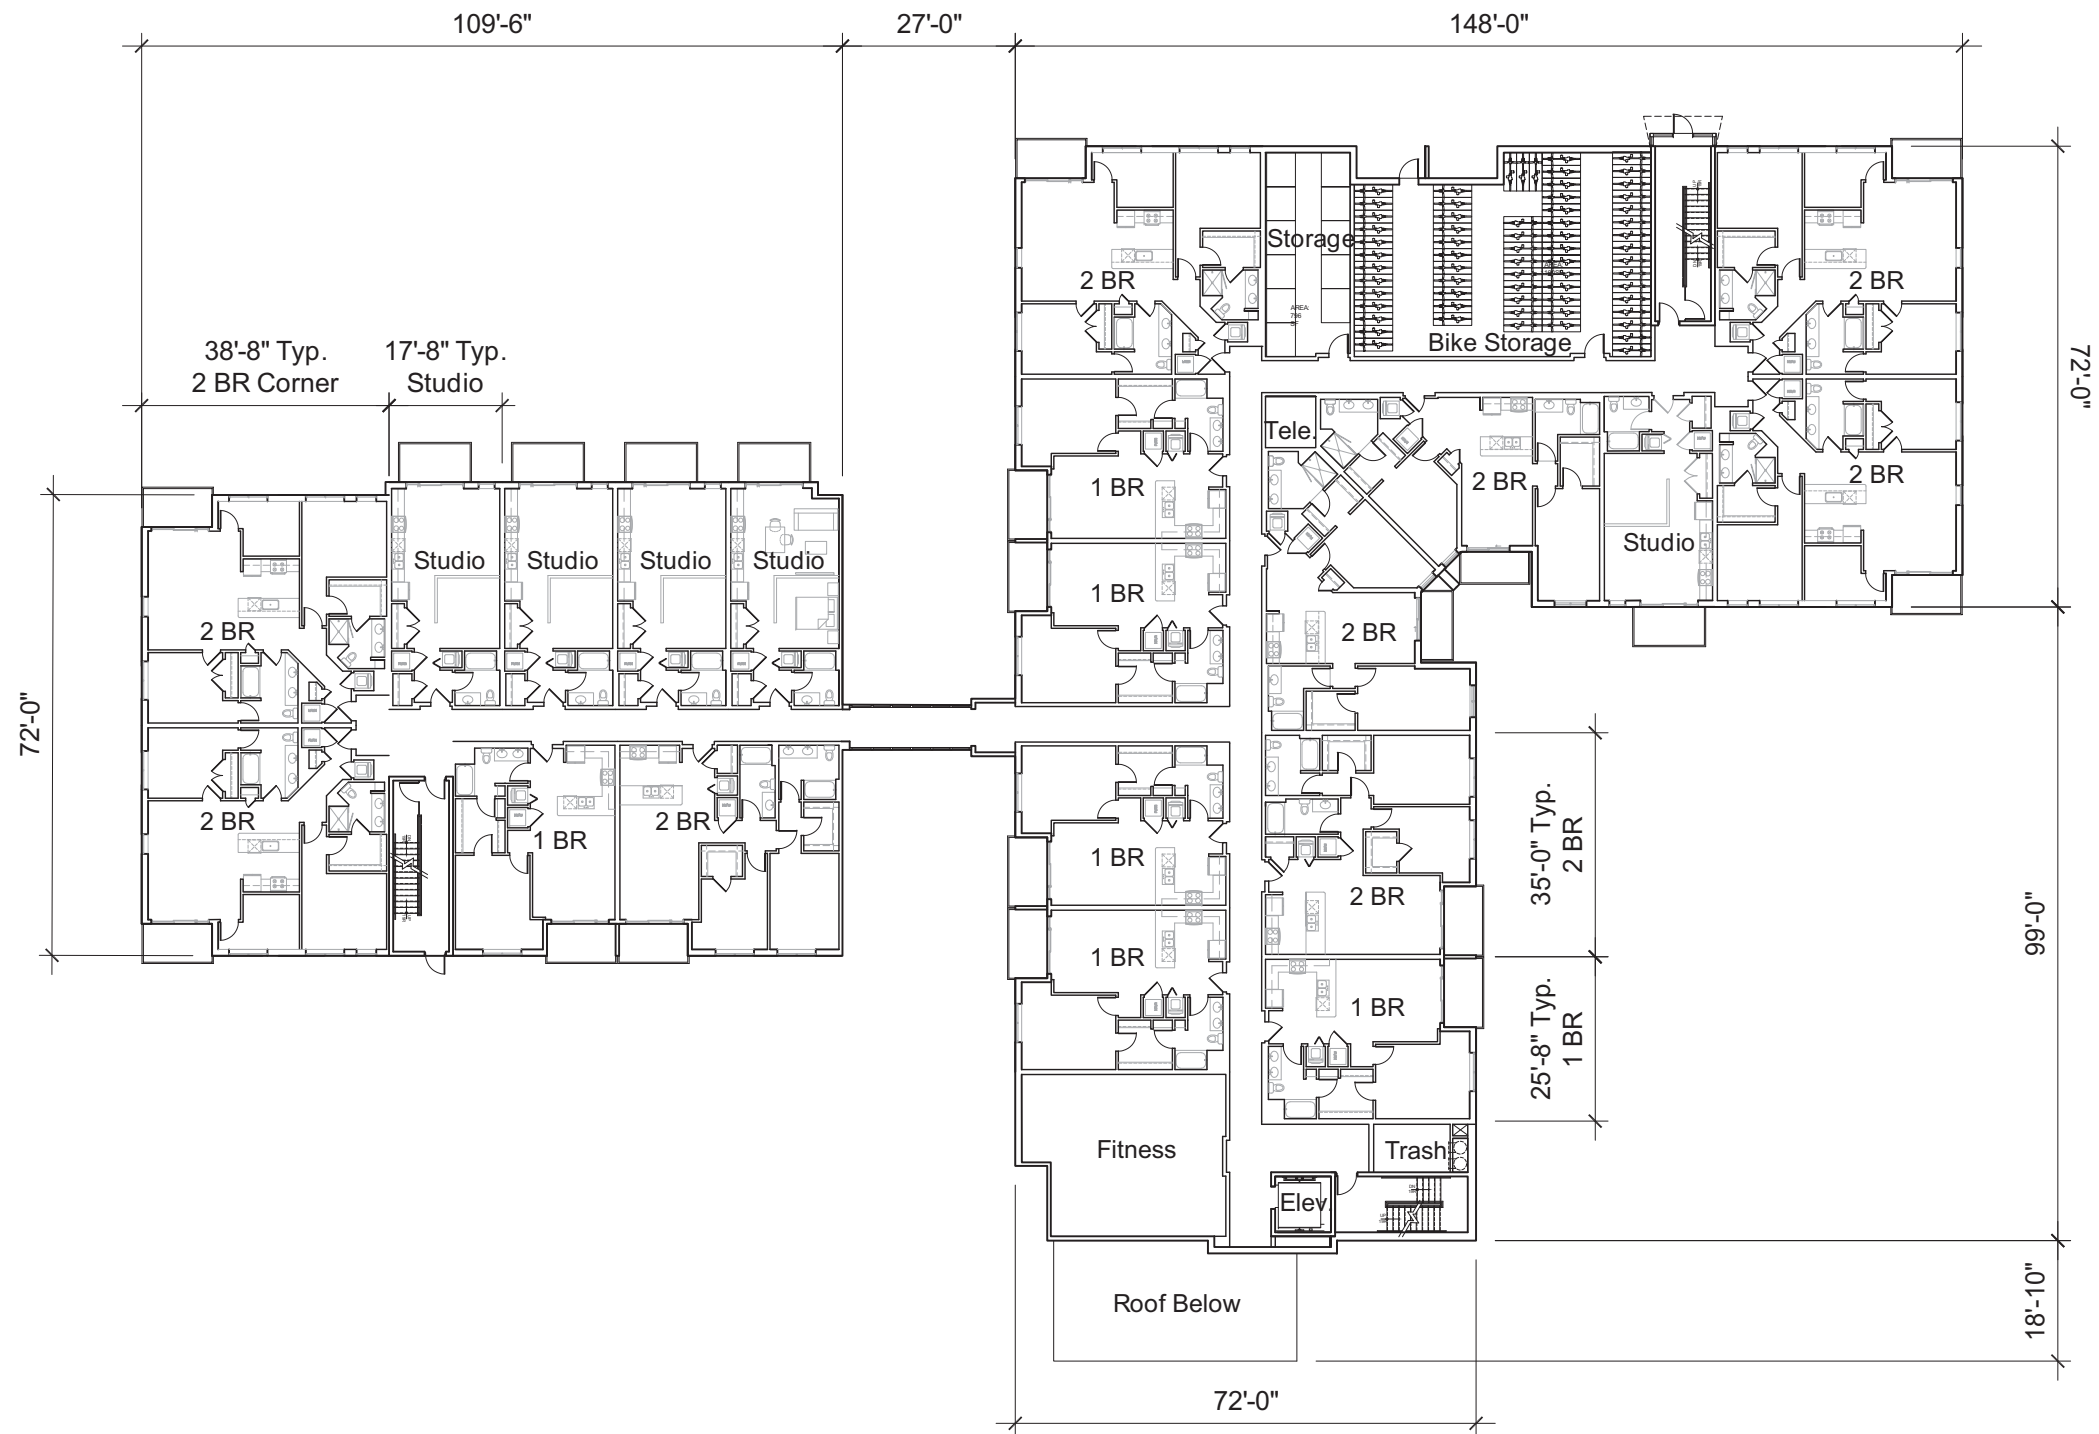 109'-6"
27'-0"
148'-0"
Storage
AREA:
796
SF
2 BR
2 BR
Bike Storage
38'-8" Typ.
2 BR Corner
17'-8" Typ.
Studio
72'-0"
Tele.
1 BR
2 BR
2 BR
Studio
Studio
Studio
Studio
Studio
1 BR
2 BR
2 BR
72'-0"
2 BR
1 BR
2 BR
1 BR
2 BR
35'-0" Typ.
2 BR
99'-0"
1 BR
1 BR
25'-8" Typ.
1 BR
Fitness
Trash
Elev.
Roof Below
18'-10"
72'-0"